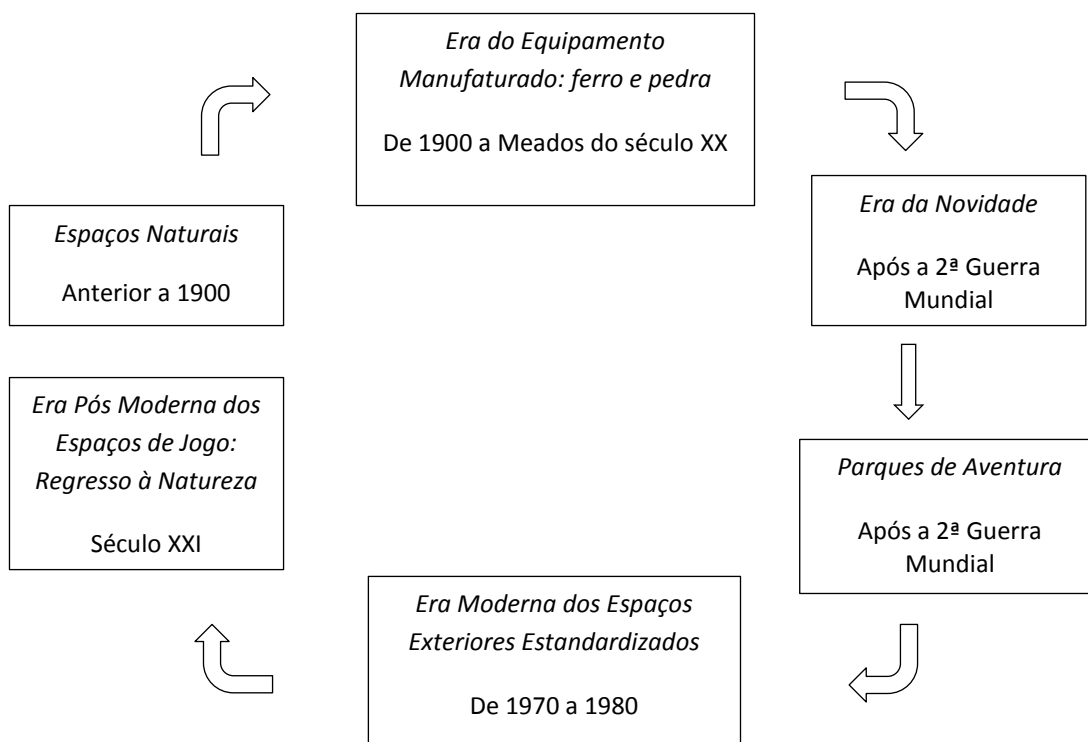 Era do Equipamento
Manufaturado: ferro e pedra
De 1900 a Meados do século XX
Espaços Naturais
Anterior a 1900
Era da Novidade
Após a 2ª Guerra
Mundial
Era Pós Moderna dos
Espaços de Jogo:
Regresso à Natureza
Século XXI
Parques de Aventura
Após a 2ª Guerra
Mundial
Era Moderna dos Espaços
Exteriores Estandardizados
De 1970 a 1980